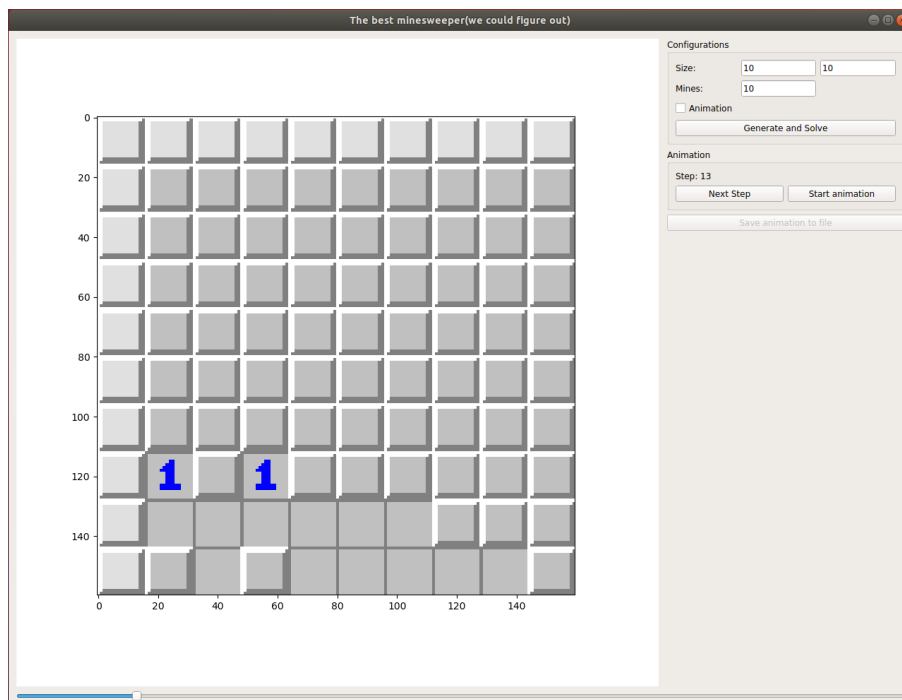 The best minesweeper(we could figure out)
Configurations
Size: 10 10
Mines: 10
Animation
Generate and Solve
Animation
Step: 13
Next Step Start animation
Save animation to file
0
20
40
60
80
100
120
140
1 1
0 20 40 60 80 100 120 140